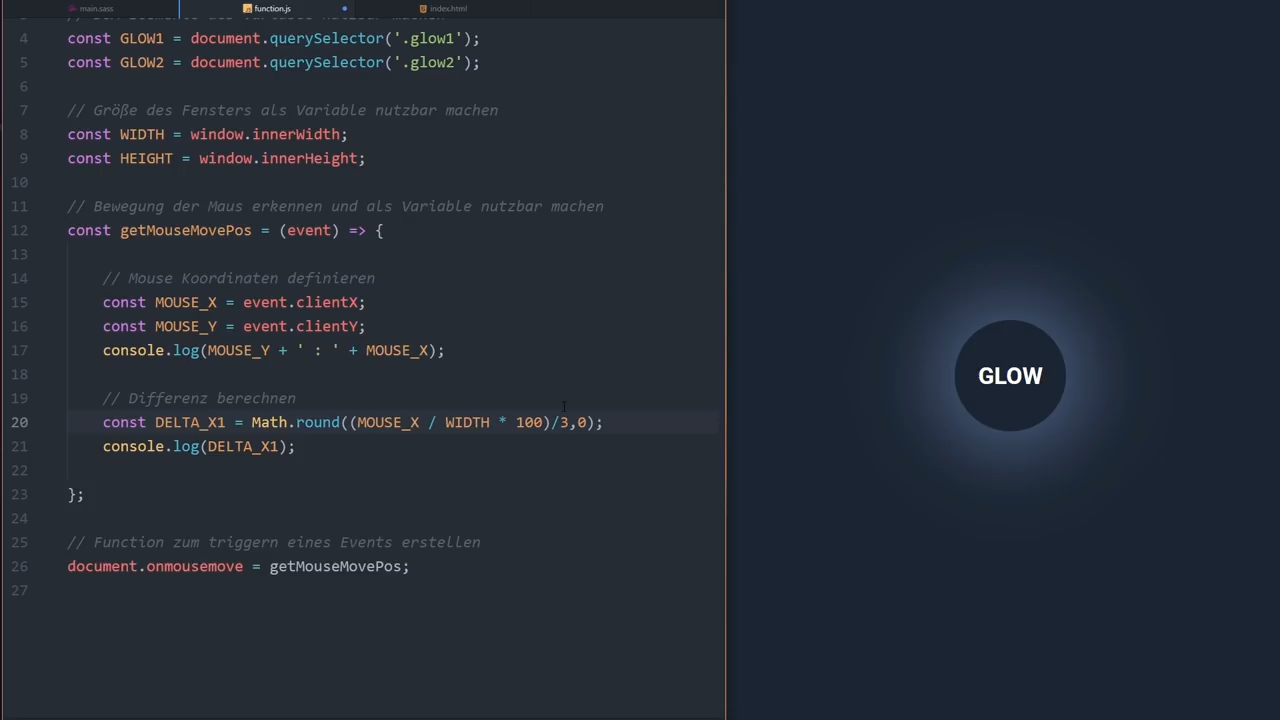 main.sass
function.js
index.html
4 const GLOW1 = document.querySelector('.glow1');
5 const GLOW2 = document.querySelector('.glow2');
6
7 // Größe des Fensters als Variable nutzbar machen
8 const WIDTH = window.innerWidth;
9 const HEIGHT = window.innerHeight;
10
11 // Bewegung der Maus erkennen und als Variable nutzbar machen
12 const getMouseMovePos = (event) => {
13
14 // Mouse Koordinaten definieren
15 const MOUSE_X = event.clientX;
16 const MOUSE_Y = event.clientY;
17 console.log(MOUSE_Y + ' : ' + MOUSE_X);
18
19 // Differenz berechnen
20 const DELTA_X1 = Math.round((MOUSE_X / WIDTH * 100)/3,0);
21 console.log(DELTA_X1);
22
23 };
24
25 // Function zum triggern eines Events erstellen
26 document.onmousemove = getMouseMovePos;
27
GLOW